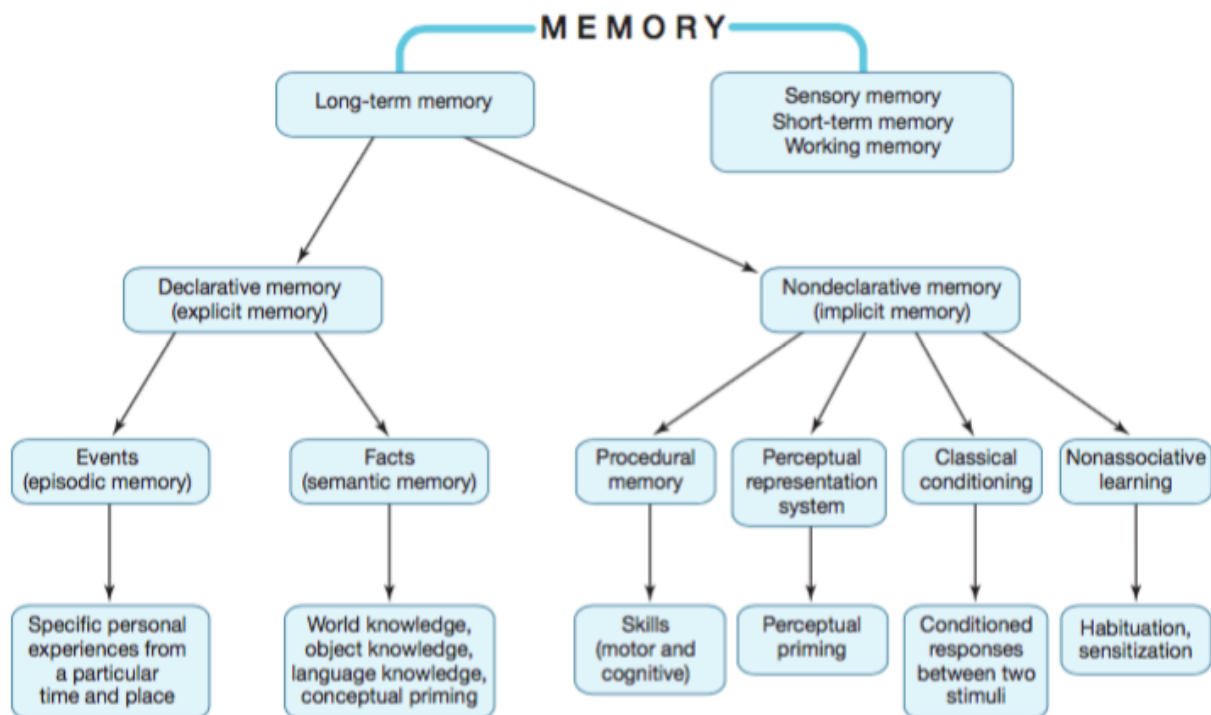 MEMORY
Long-term memory
Sensory memory
Short-term memory
Working memory
Declarative memory
(explicit memory)
Nondeclarative memory
(implicit memory)
Events
(episodic memory)
Facts
(semantic memory)
Procedural
memory
Perceptual
representation
system
Classical
conditioning
Nonassociative
learning
Specific personal
experiences from
a particular
time and place
World knowledge,
object knowledge,
language knowledge,
conceptual priming
Skills
(motor and
cognitive)
Perceptual
priming
Conditioned
responses
between two
stimuli
Habituation,
sensitization